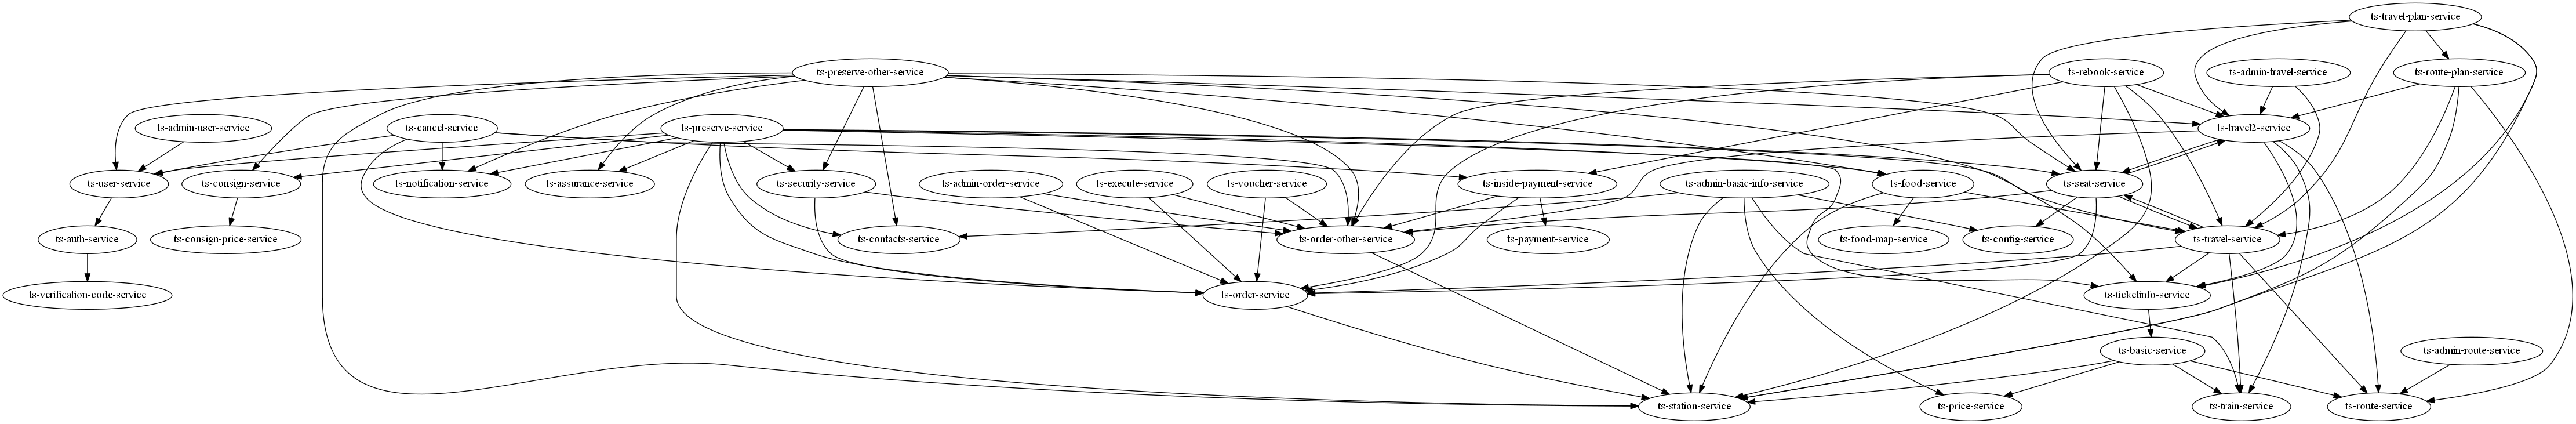 ts-travel-plan-service
ts-preserve-other-service
ts-rebook-service
ts-admin-travel-service
ts-route-plan-service
ts-admin-user-service
ts-cancel-service
ts-preserve-service
ts-travel2-service
ts-user-service
ts-consign-service
ts-notification-service
ts-assurance-service
ts-security-service
ts-admin-order-service
ts-execute-service
ts-voucher-service
ts-inside-payment-service
ts-admin-basic-info-service
ts-food-service
ts-seat-service
ts-auth-service
ts-consign-price-service
ts-contacts-service
ts-order-other-service
ts-payment-service
ts-food-map-service
ts-config-service
ts-travel-service
ts-verification-code-service
ts-order-service
ts-ticketinfo-service
ts-basic-service
ts-admin-route-service
ts-station-service
ts-price-service
ts-train-service
ts-route-service